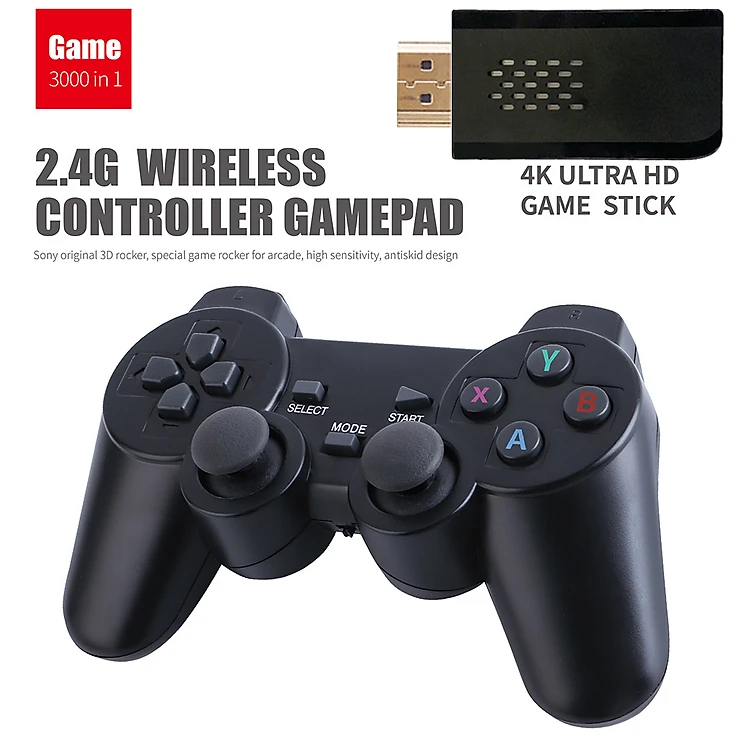 Game
3000 in 1
2.4G WIRELESS
CONTROLLER GAMEPAD
Sony original 3D rocker, special game rocker for arcade, high sensitivity, antiskid design
4K ULTRA HD
GAME STICK
SELECT
MODE
START
Y
X
B
A